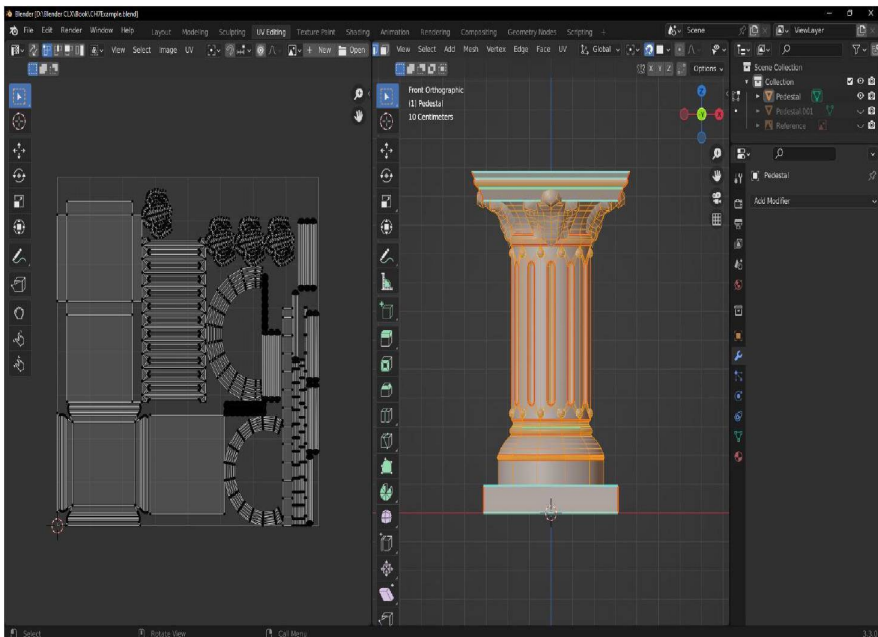 Blender [D:\Blender CLX\Book\CH7Example.blend]
File Edit Render Window Help Layout Modeling Sculpting UV Editing Texture Paint Shading Animation Rendering Compositing Geometry Nodes Scripting + Scene ViewLayer
View Select Image UV + New Open View Select Add Mesh Vertex Edge Face UV Global
X Y Z Options
Scene Collection
Collection
Pedestal
Pedestal.001
Reference
Front Orthographic
(1) Pedestal
10 Centimeters
Pedestal
Add Modifier
Select Rotate View Call Menu 3.3.0